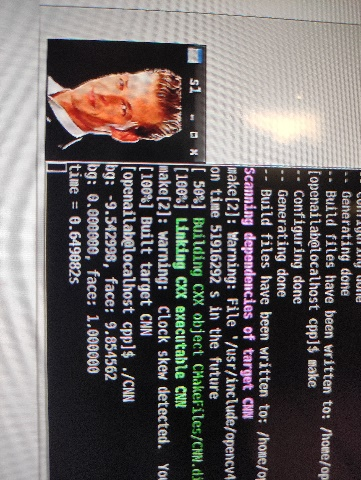 s1
-- Configuring done
-- Generating done
-- Build files have been written to: /home/op
[openailab@localhost cpp]$ make
-- Configuring done
-- Generating done
-- Build files have been written to: /home/op
Scanning dependencies of target CNN
make[2]: Warning: File '/usr/include/opencv4
on time 51916292 s in the future
[ 50%] Building CXX object CMakeFiles/CNN.di
[100%] Linking CXX executable CNN
make[2]: warning:  Clock skew detected.  You
[100%] Built target CNN
[openailab@localhost cpp]$ ./CNN
bg: -9.542998, face: 9.854562
bg: 0.000000, face: 1.000000
time = 0.649082s